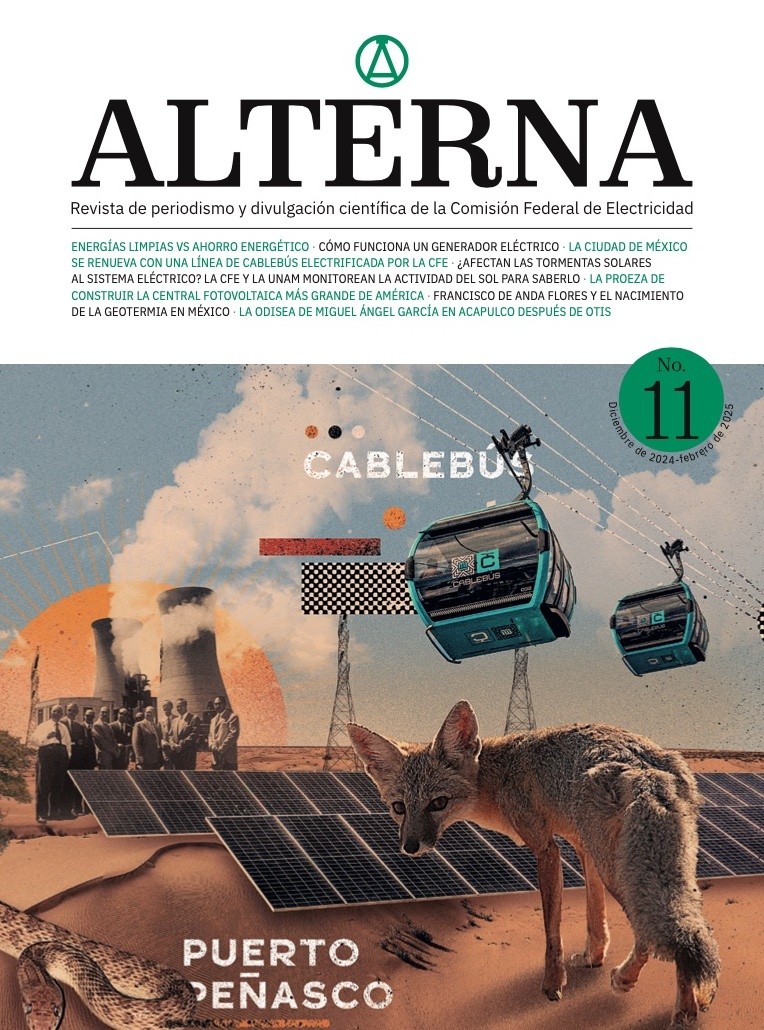 ALTERNA
Revista de periodismo y divulgación científica de la Comisión Federal de Electricidad
ENERGÍAS LIMPIAS VS AHORRO ENERGÉTICO · CÓMO FUNCIONA UN GENERADOR ELÉCTRICO · LA CIUDAD DE MÉXICO
SE RENUEVA CON UNA LÍNEA DE CABLEBÚS ELECTRIFICADA POR LA CFE · ¿AFECTAN LAS TORMENTAS SOLARES
AL SISTEMA ELÉCTRICO? LA CFE Y LA UNAM MONITOREAN LA ACTIVIDAD DEL SOL PARA SABERLO · LA PROEZA DE
CONSTRUIR LA CENTRAL FOTOVOLTAICA MÁS GRANDE DE AMÉRICA · FRANCISCO DE ANDA FLORES Y EL NACIMIENTO
DE LA GEOTERMIA EN MÉXICO · LA ODISEA DE MIGUEL ÁNGEL GARCÍA EN ACAPULCO DESPUÉS DE OTIS
No.
11
Diciembre de 2024-febrero de 2025
CABLEBÚS
CABLEBÚS
CABLEBÚS
PUERTO
PEÑASCO